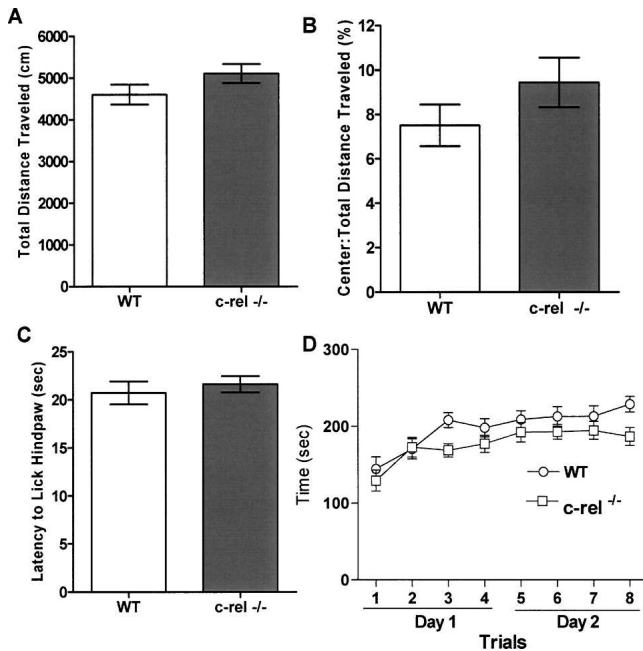 A
Total Distance Traveled (cm)
7000
6000
5000
4000
3000
2000
1000
0
WT
c-rel -/-
B
Center:Total Distance Traveled (%)
12
10
8
6
4
2
0
WT
c-rel -/-
C
Latency to Lick Hindpaw (sec)
25
20
15
10
5
0
WT
c-rel -/-
D
Time (sec)
300
200
100
0
WT
c-rel -/-
1 2 3 4 5 6 7 8
Day 1 Day 2
Trials